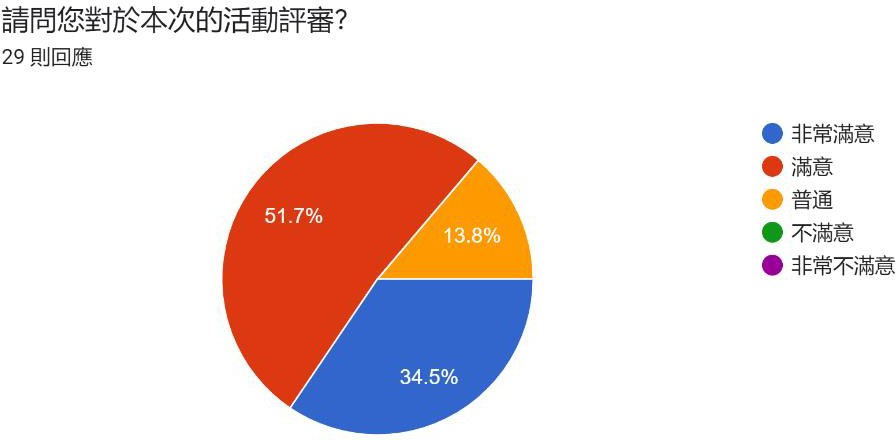 請問您對於本次的活動評審?
29 則回應
非常滿意
滿意
普通
不滿意
非常不滿意
51.7%
13.8%
34.5%